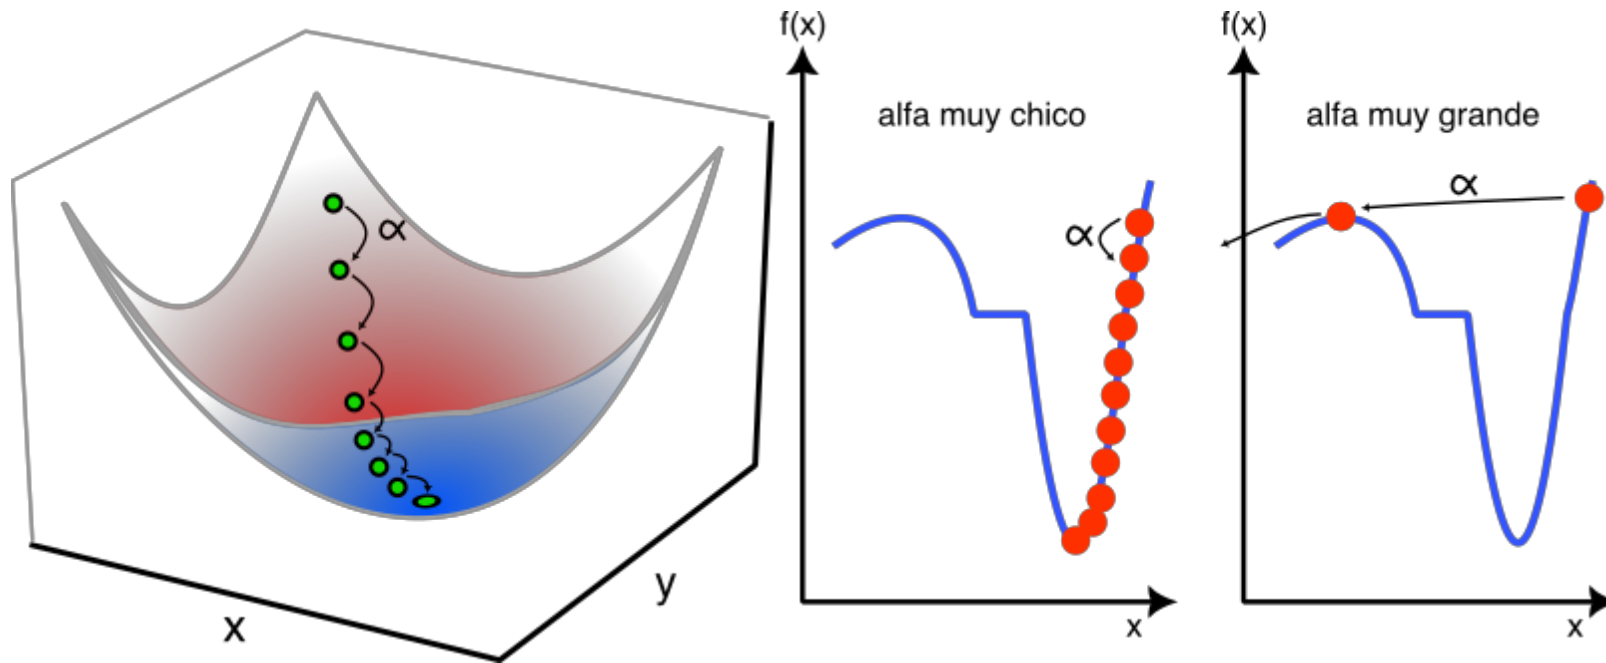 ∝
x
y
f(x)
alfa muy chico
∝
x
f(x)
alfa muy grande
∝
x